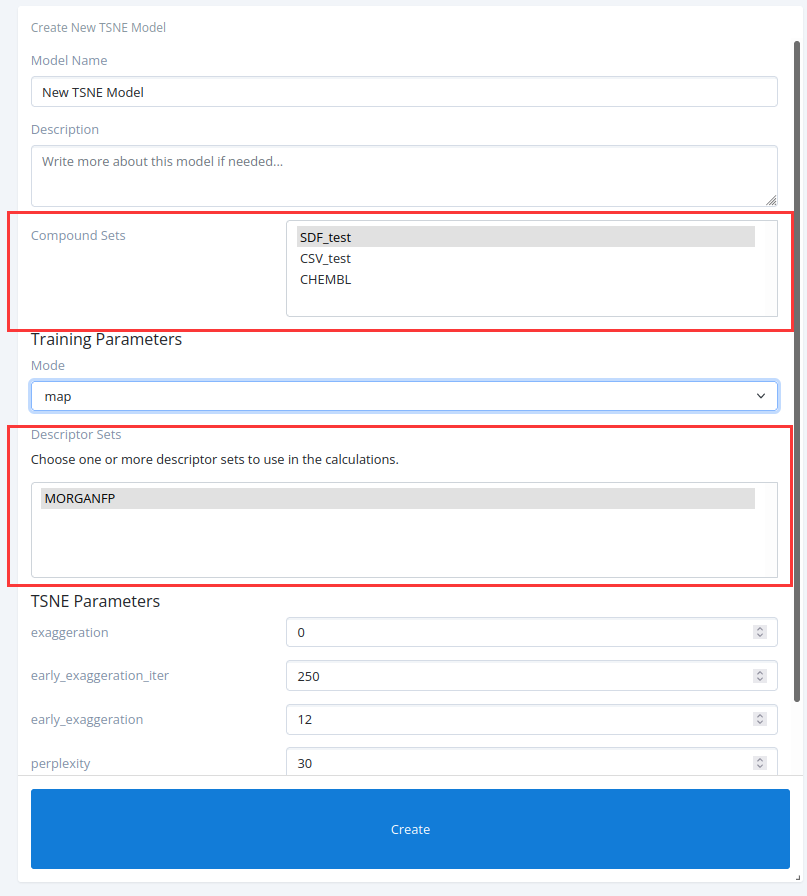 Create New TSNE Model
Model Name
New TSNE Model
Description
Write more about this model if needed...
Compound Sets
SDF_test
CSV_test
CHEMBL
Training Parameters
Mode
map
Descriptor Sets
Choose one or more descriptor sets to use in the calculations.
MORGANFP
TSNE Parameters
exaggeration 0
early_exaggeration_iter 250
early_exaggeration 12
perplexity 30
Create